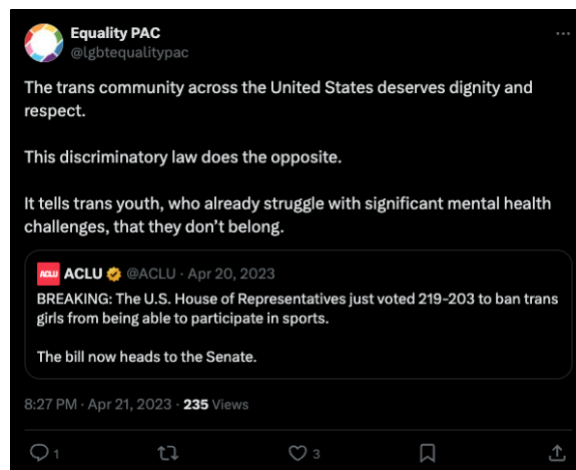 Equality PAC
@lgbtequalitypac
The trans community across the United States deserves dignity and
respect.
This discriminatory law does the opposite.
It tells trans youth, who already struggle with significant mental health
challenges, that they don't belong.
ACLU ACLU @ACLU · Apr 20, 2023
BREAKING: The U.S. House of Representatives just voted 219-203 to ban trans
girls from being able to participate in sports.
The bill now heads to the Senate.
8:27 PM · Apr 21, 2023 · 235 Views
1 3